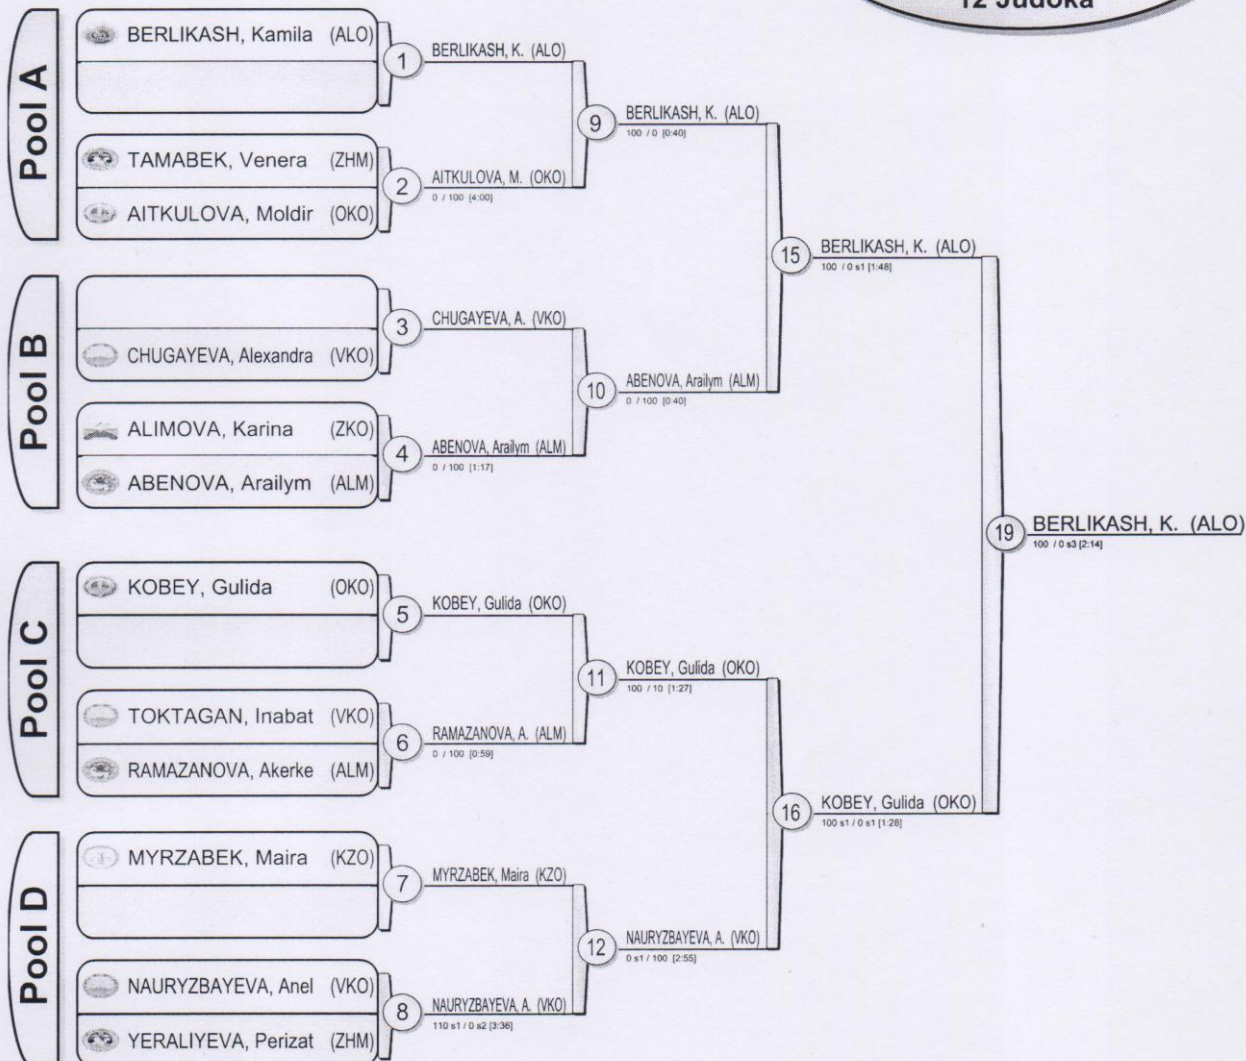 12 Judoka
Pool A
BERLIKASH, Kamila (ALO)
1
BERLIKASH, K. (ALO)
TAMABEK, Venera (ZHM)
AITKULOVA, Moldir (OKO)
2
AITKULOVA, M. (OKO)
0 / 100 [4:00]
9
BERLIKASH, K. (ALO)
100 / 0 [0:40]
Pool B
3
CHUGAYEVA, A. (VKO)
CHUGAYEVA, Alexandra (VKO)
ALIMOVA, Karina (ZKO)
ABENOVA, Arailym (ALM)
4
ABENOVA, Arailym (ALM)
0 / 100 [1:17]
10
ABENOVA, Arailym (ALM)
0 / 100 [0:40]
15
BERLIKASH, K. (ALO)
100 / 0 s1 [1:48]
19
BERLIKASH, K. (ALO)
100 / 0 s3 [2:14]
Pool C
KOBEY, Gulida (OKO)
5
KOBEY, Gulida (OKO)
TOKTAGAN, Inabat (VKO)
RAMAZANOVA, Akerke (ALM)
6
RAMAZANOVA, A. (ALM)
0 / 100 [0:59]
11
KOBEY, Gulida (OKO)
100 / 10 [1:27]
16
KOBEY, Gulida (OKO)
100 s1 / 0 s1 [1:28]
Pool D
MYRZABEK, Maira (KZO)
7
MYRZABEK, Maira (KZO)
NAURYZBAYEVA, Anel (VKO)
YERALIYEVA, Perizat (ZHM)
8
NAURYZBAYEVA, A. (VKO)
110 s1 / 0 s2 [3:36]
12
NAURYZBAYEVA, A. (VKO)
0 s1 / 100 [2:55]